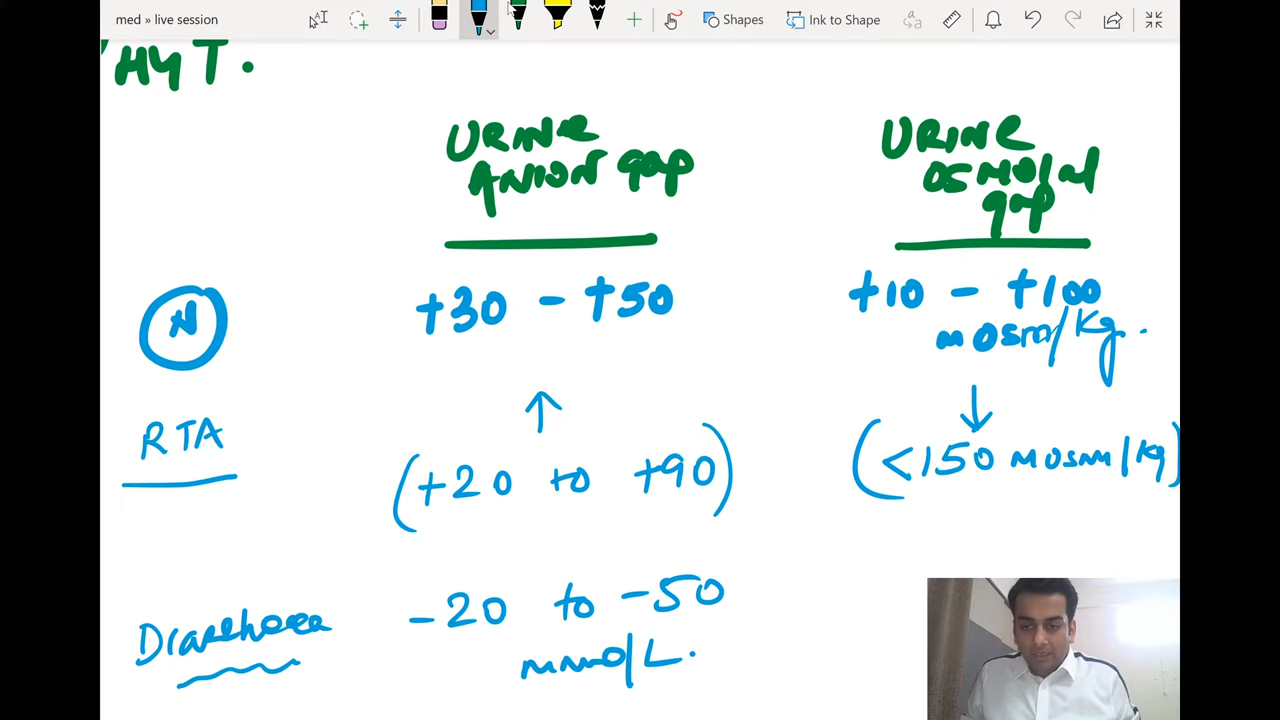 med » live session
Shapes
Ink to Shape
HYT.
URINE
ANION gap
URINE
OSMOLAL
gap
N
+30 - +50
+10 - +100
mosm/kg.
RTA
↑
(+20 to +90)
↓
(<150 mosm/kg)
Diarrhoea
-20 to -50
mmol/L.